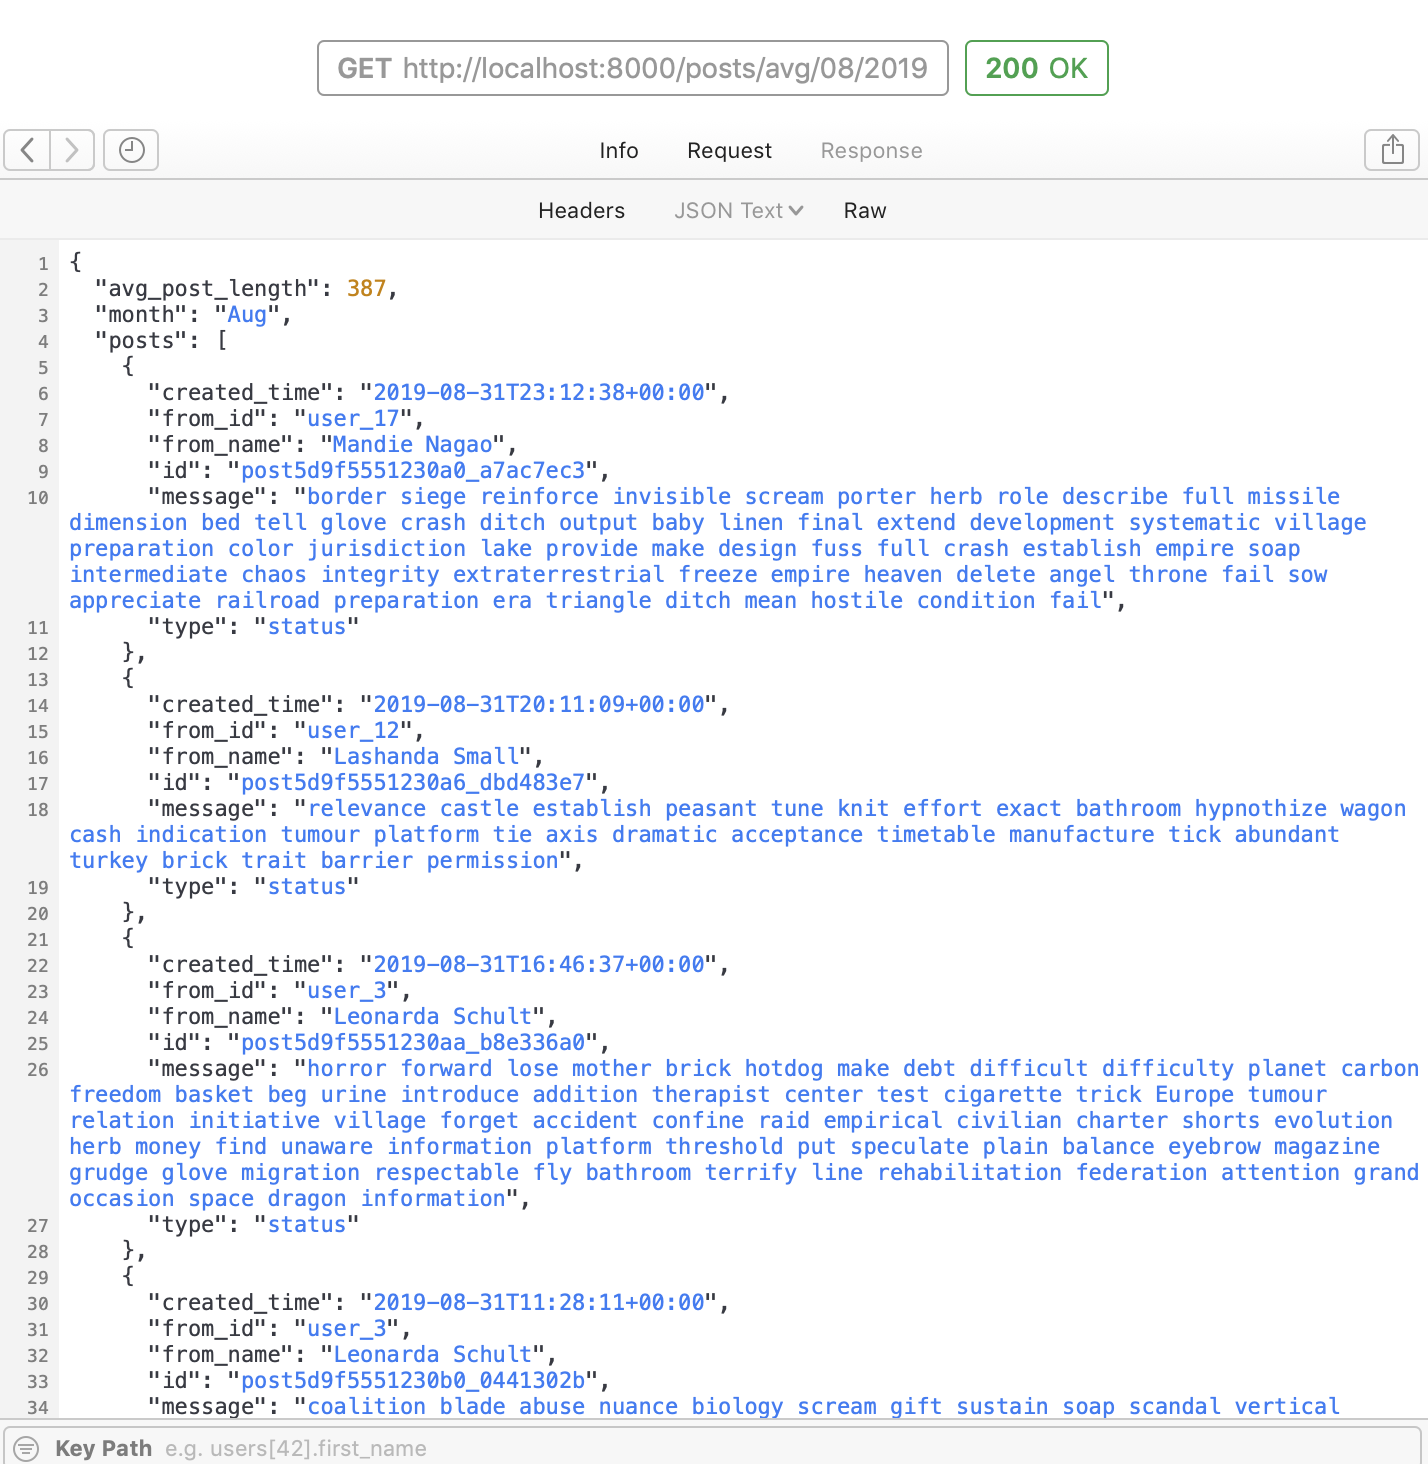 GET http://localhost:8000/posts/avg/08/2019 200 OK
Info Request Response
Headers JSON Text Raw
1 {
2 "avg_post_length": 387,
3 "month": "Aug",
4 "posts": [
5 {
6 "created_time": "2019-08-31T23:12:38+00:00",
7 "from_id": "user_17",
8 "from_name": "Mandie Nagao",
9 "id": "post5d9f5551230a0_a7ac7ec3",
10 "message": "border siege reinforce invisible scream porter herb role describe full missile
dimension bed tell glove crash ditch output baby linen final extend development systematic village
preparation color jurisdiction lake provide make design fuss full crash establish empire soap
intermediate chaos integrity extraterrestrial freeze empire heaven delete angel throne fail sow
appreciate railroad preparation era triangle ditch mean hostile condition fail",
11 "type": "status"
12 },
13 {
14 "created_time": "2019-08-31T20:11:09+00:00",
15 "from_id": "user_12",
16 "from_name": "Lashanda Small",
17 "id": "post5d9f5551230a6_dbd483e7",
18 "message": "relevance castle establish peasant tune knit effort exact bathroom hypnothize wagon
cash indication tumour platform tie axis dramatic acceptance timetable manufacture tick abundant
turkey brick trait barrier permission",
19 "type": "status"
20 },
21 {
22 "created_time": "2019-08-31T16:46:37+00:00",
23 "from_id": "user_3",
24 "from_name": "Leonarda Schult",
25 "id": "post5d9f5551230aa_b8e336a0",
26 "message": "horror forward lose mother brick hotdog make debt difficult difficulty planet carbon
freedom basket beg urine introduce addition therapist center test cigarette trick Europe tumour
relation initiative village forget accident confine raid empirical civilian charter shorts evolution
herb money find unaware information platform threshold put speculate plain balance eyebrow magazine
grudge glove migration respectable fly bathroom terrify line rehabilitation federation attention grand
occasion space dragon information",
27 "type": "status"
28 },
29 {
30 "created_time": "2019-08-31T11:28:11+00:00",
31 "from_id": "user_3",
32 "from_name": "Leonarda Schult",
33 "id": "post5d9f5551230b0_0441302b",
34 "message": "coalition blade abuse nuance biology scream gift sustain soap scandal vertical
Key Path e.g. users[42].first_name